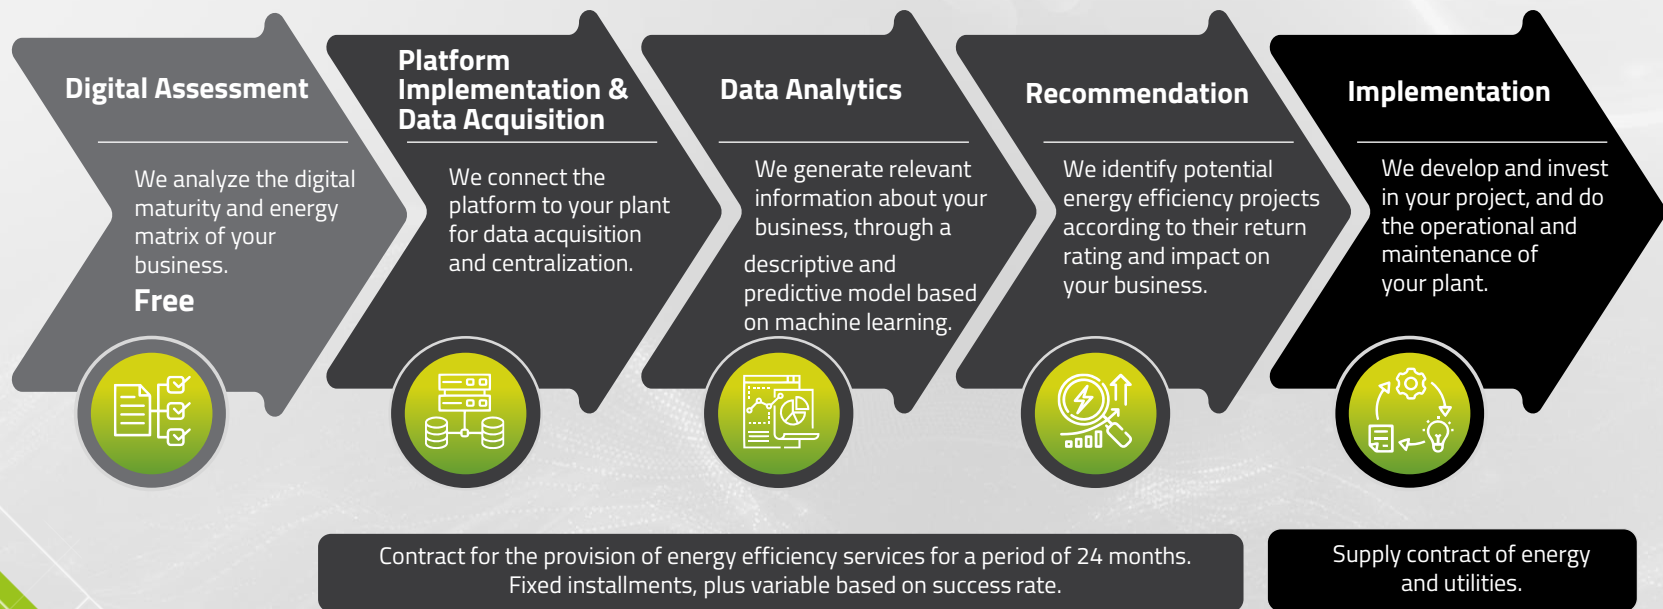 Digital Assessment
We analyze the digital
maturity and energy
matrix of your
business.
Free
Platform
Implementation &
Data Acquisition
We connect the
platform to your plant
for data acquisition
and centralization.
Data Analytics
We generate relevant
information about your
business, through a
descriptive and
predictive model based
on machine learning.
Recommendation
We identify potential
energy efficiency projects
according to their return
rating and impact on
your business.
Implementation
We develop and invest
in your project, and do
the operational and
maintenance of
your plant.
Contract for the provision of energy efficiency services for a period of 24 months.
Fixed installments, plus variable based on success rate.
Supply contract of energy
and utilities.